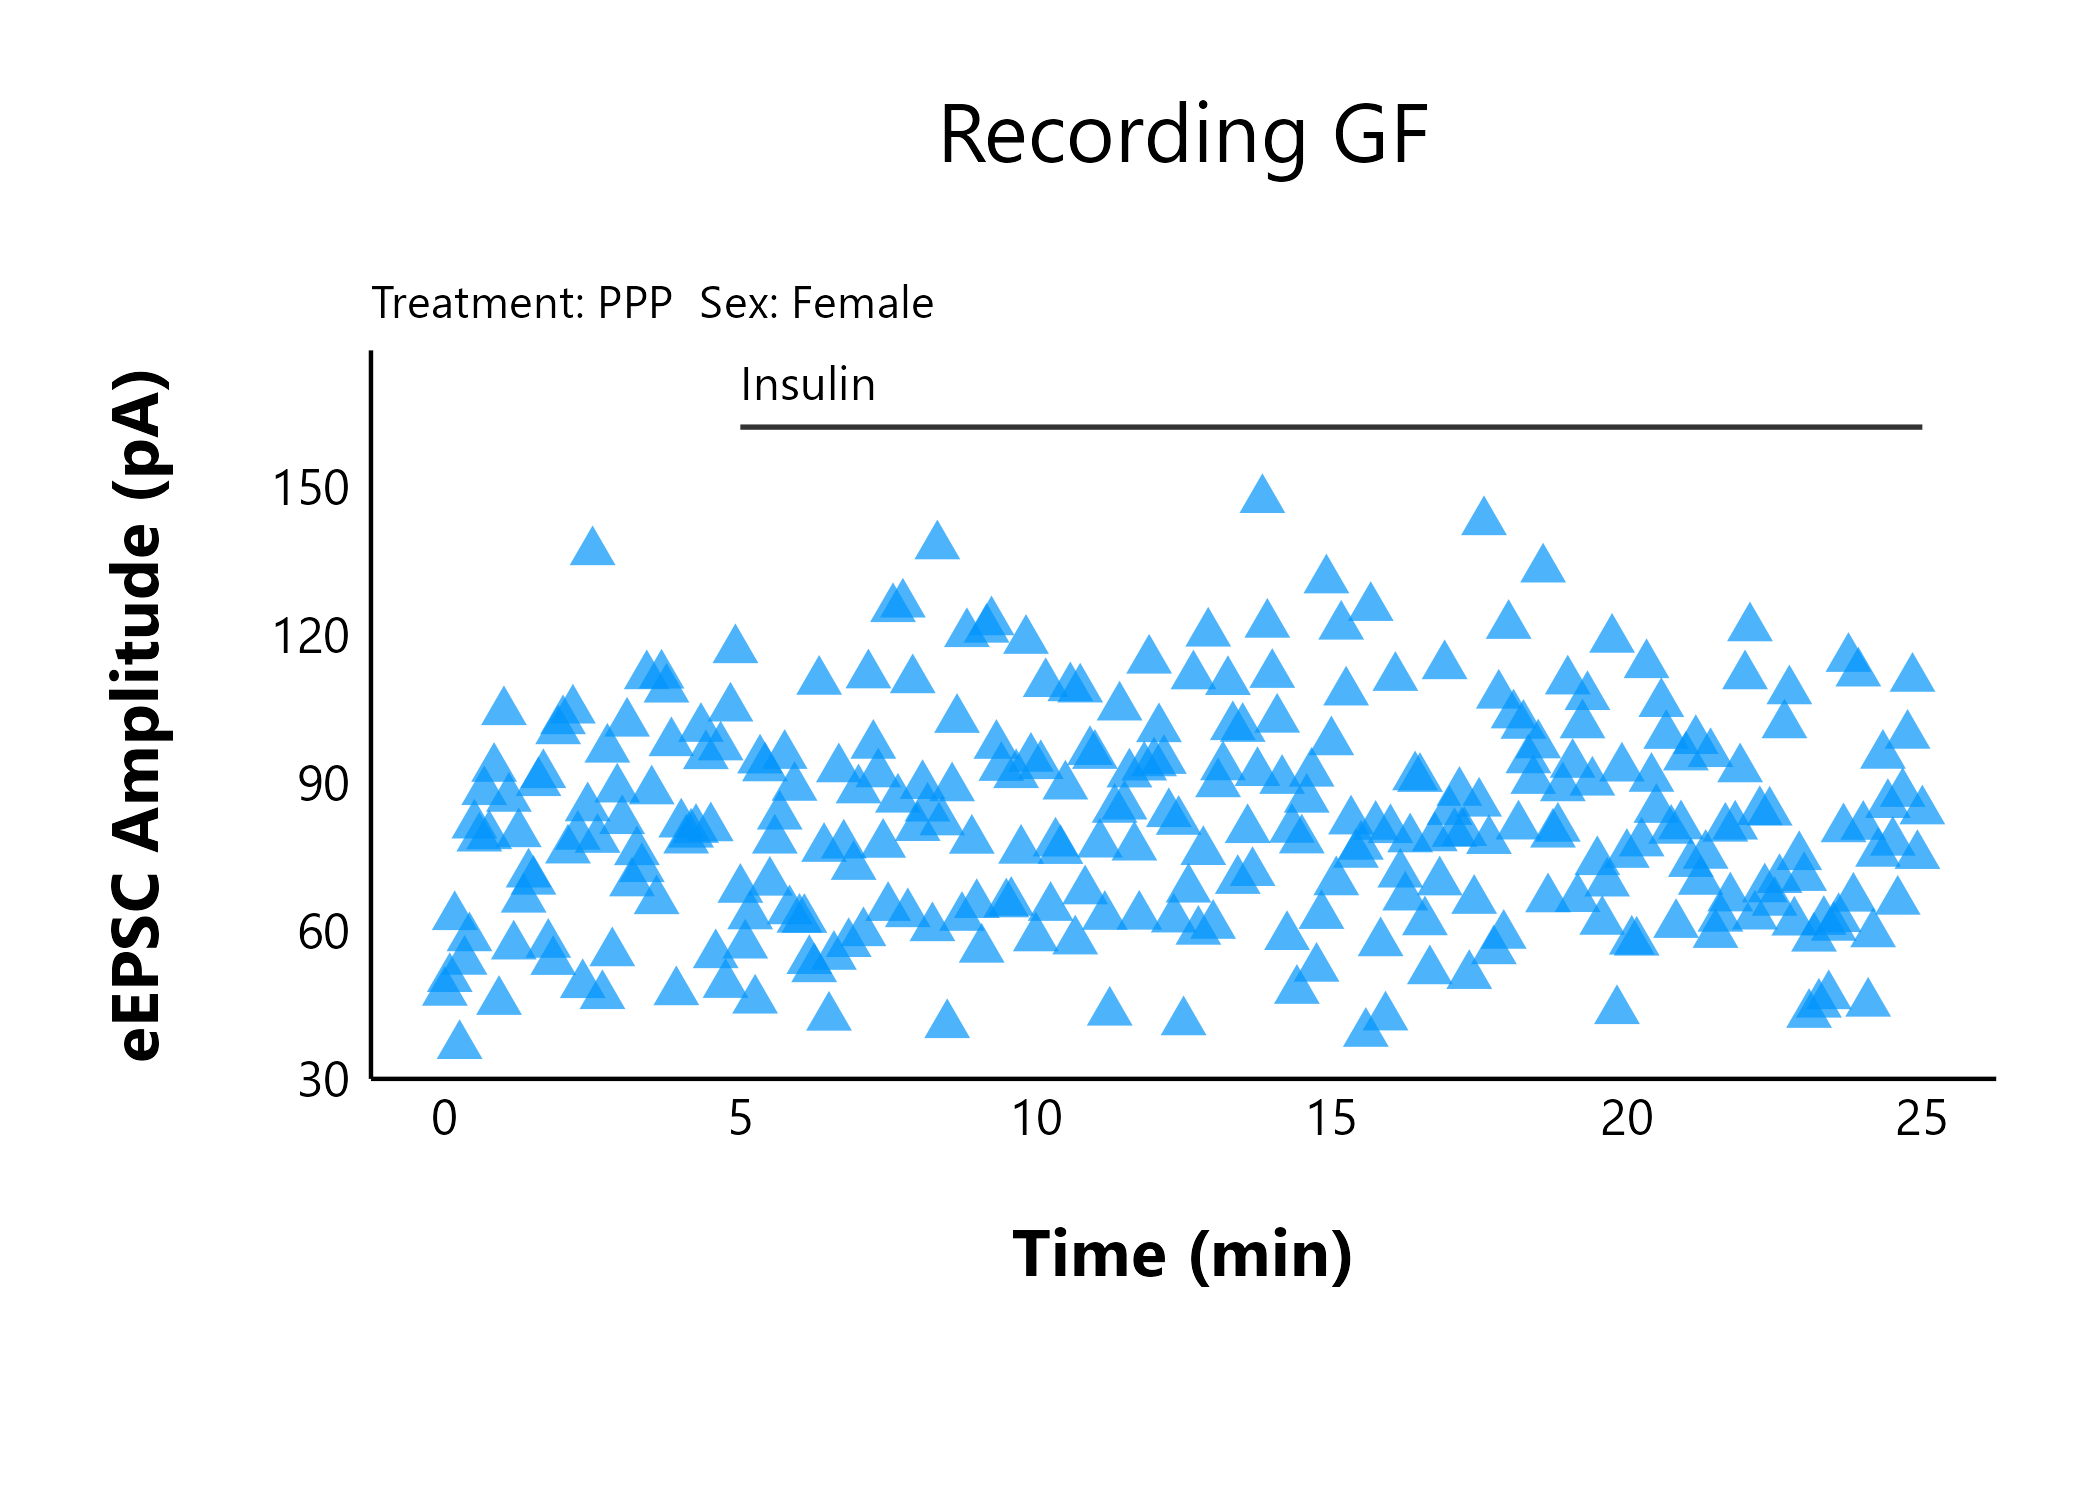 Recording GF
Treatment: PPP  Sex: Female
Insulin
eEPSC Amplitude (pA)
150
120
90
60
30
0 5 10 15 20 25
Time (min)